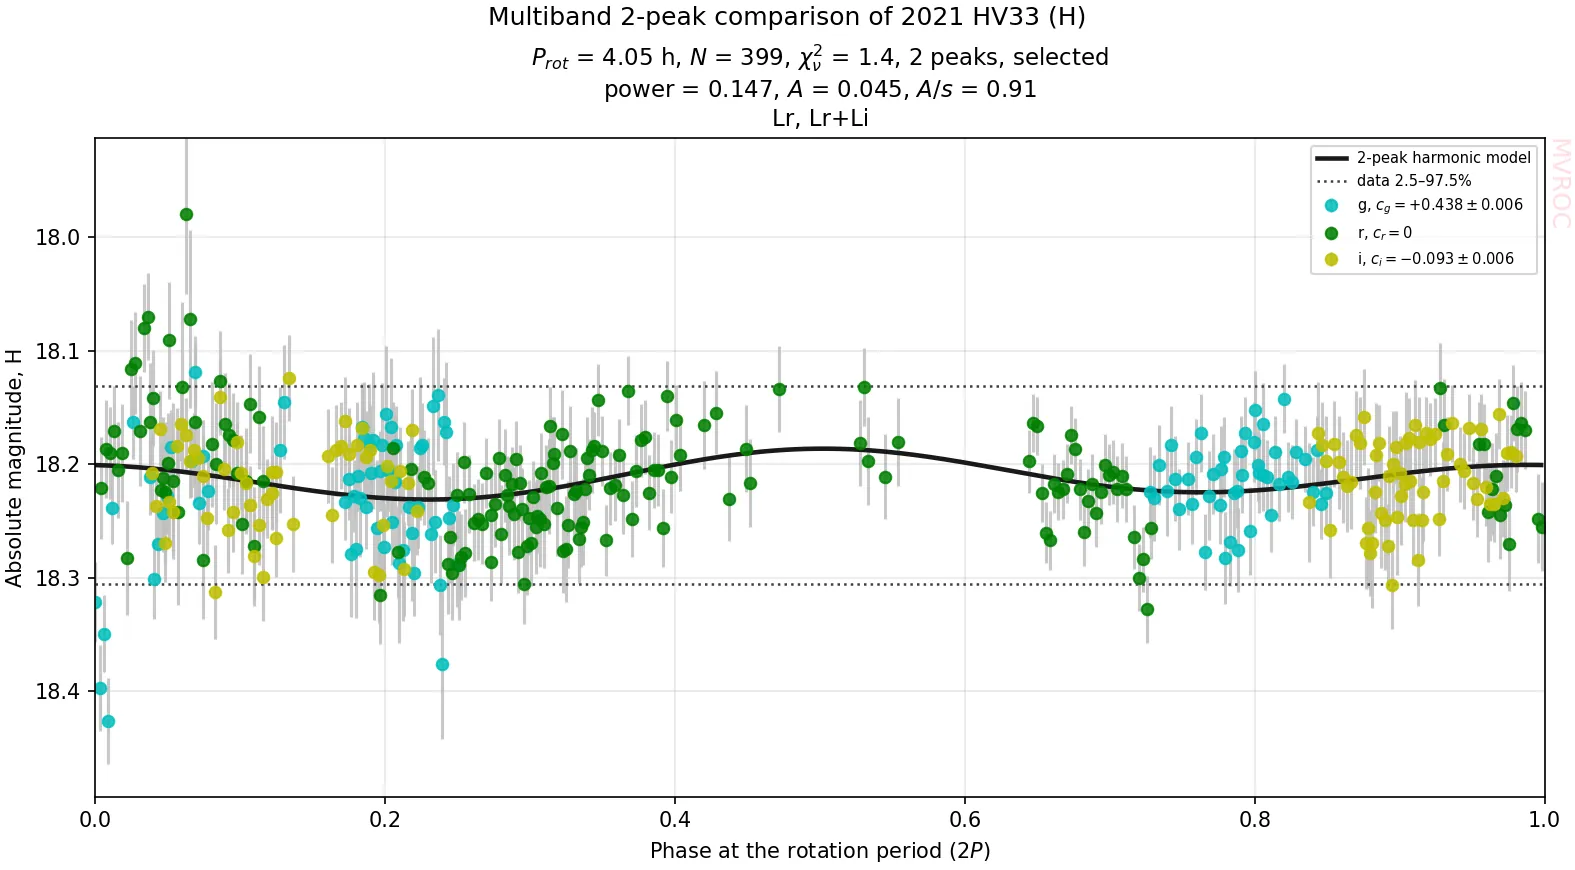 Multiband 2-peak comparison of 2021 HV33 (H)
P_rot = 4.05 h, N = 399, χ²_ν = 1.4, 2 peaks, selected
power = 0.147, A = 0.045, A/s = 0.91
Lr, Lr+Li
2-peak harmonic model
data 2.5–97.5%
g, c_g = +0.438 ± 0.006
r, c_r = 0
i, c_i = −0.093 ± 0.006
MVROC
Absolute magnitude, H
18.0
18.1
18.2
18.3
18.4
0.0 0.2 0.4 0.6 0.8 1.0
Phase at the rotation period (2P)